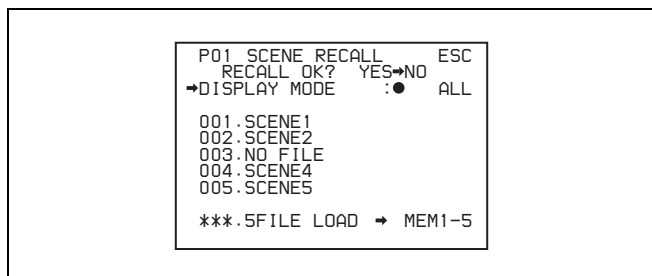 P01 SCENE RECALL ESC
RECALL OK? YES➔NO
➔DISPLAY MODE :● ALL
001.SCENE1
002.SCENE2
003.NO FILE
004.SCENE4
005.SCENE5
***.5FILE LOAD ➔ MEM1-5